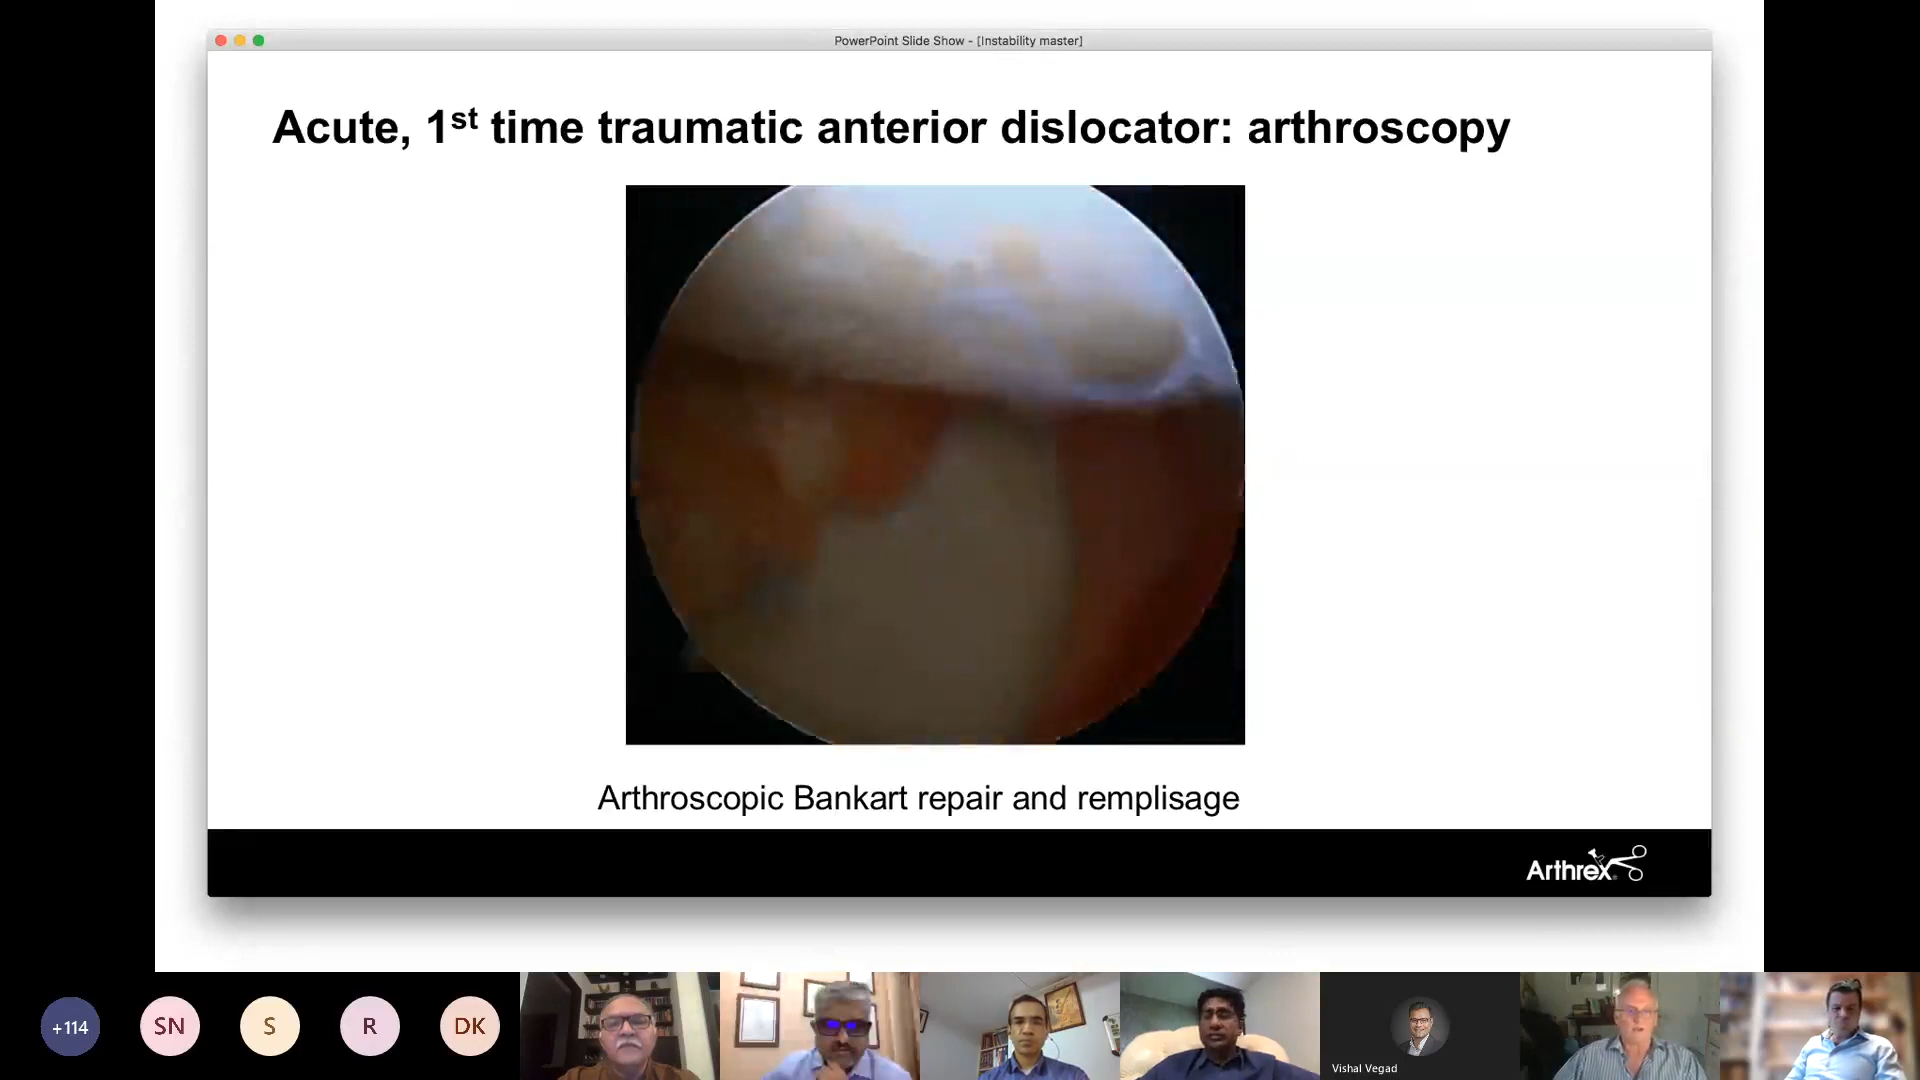 PowerPoint Slide Show - [Instability master]
Acute, 1st time traumatic anterior dislocator: arthroscopy
Arthroscopic Bankart repair and remplisage
Arthrex
+114
SN
S
R
DK
Vishal Vegad